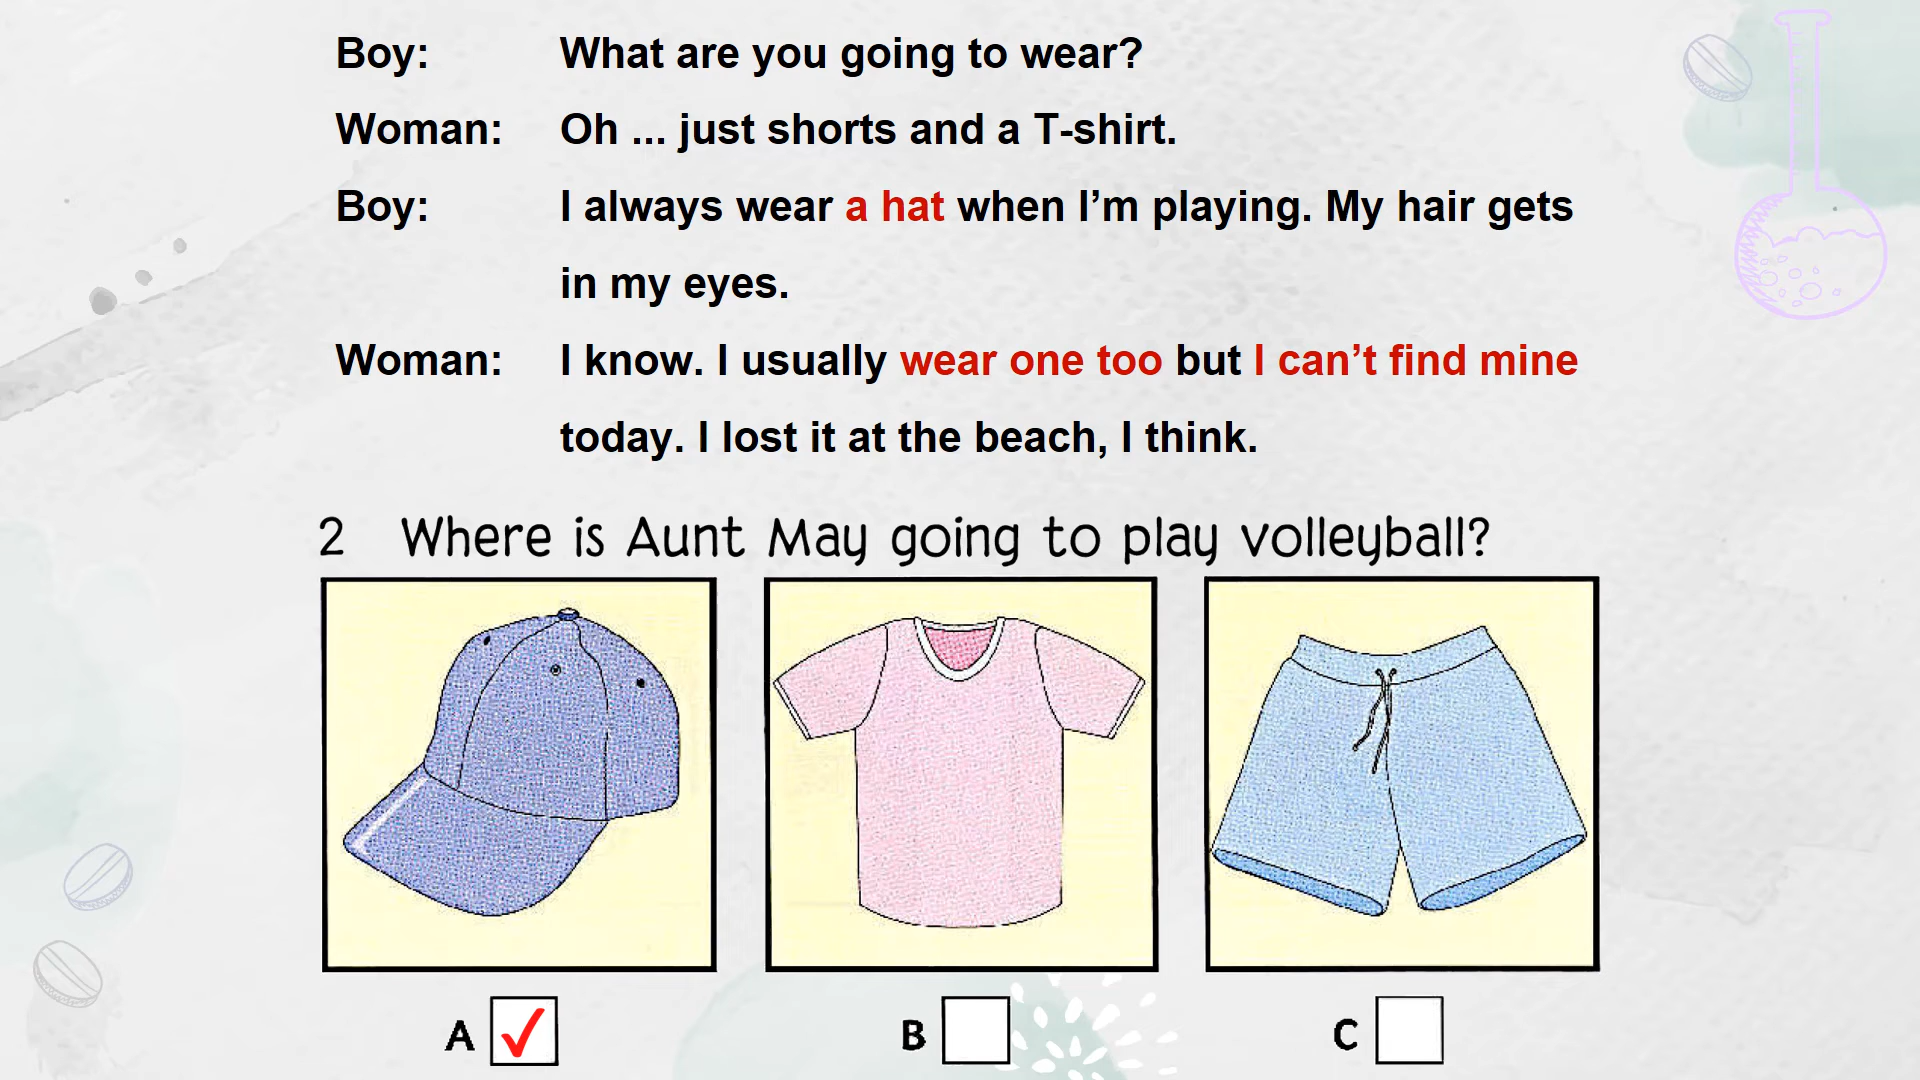 Boy: What are you going to wear?
Woman: Oh ... just shorts and a T-shirt.
Boy: I always wear a hat when I’m playing. My hair gets
in my eyes.
Woman: I know. I usually wear one too but I can’t find mine
today. I lost it at the beach, I think.
2 Where is Aunt May going to play volleyball?
A B C